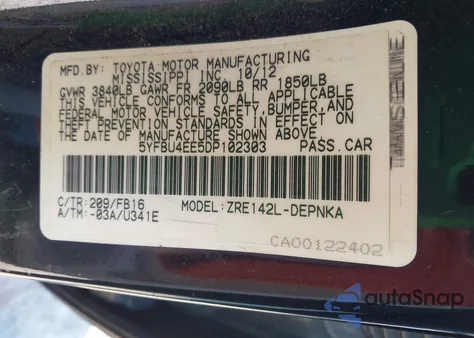 MFD.BY: TOYOTA MOTOR MANUFACTURING
MISSISSIPPI INC. 10/12
GVWR 3840LB GAWR FR 2090LB RR 1850LB
THIS VEHICLE CONFORMS TO ALL APPLICABLE
FEDERAL MOTOR VEHICLE SAFETY, BUMPER, AND
THEFT PREVENTION STANDARDS IN EFFECT ON
THE DATE OF MANUFACTURE SHOWN ABOVE.
5YFBU4EE5DP102303 PASS.CAR
C/TR:209/FB16 MODEL:ZRE142L-DEPNKA
A/TM:-03A/U341E
CA00122402
autoSnap